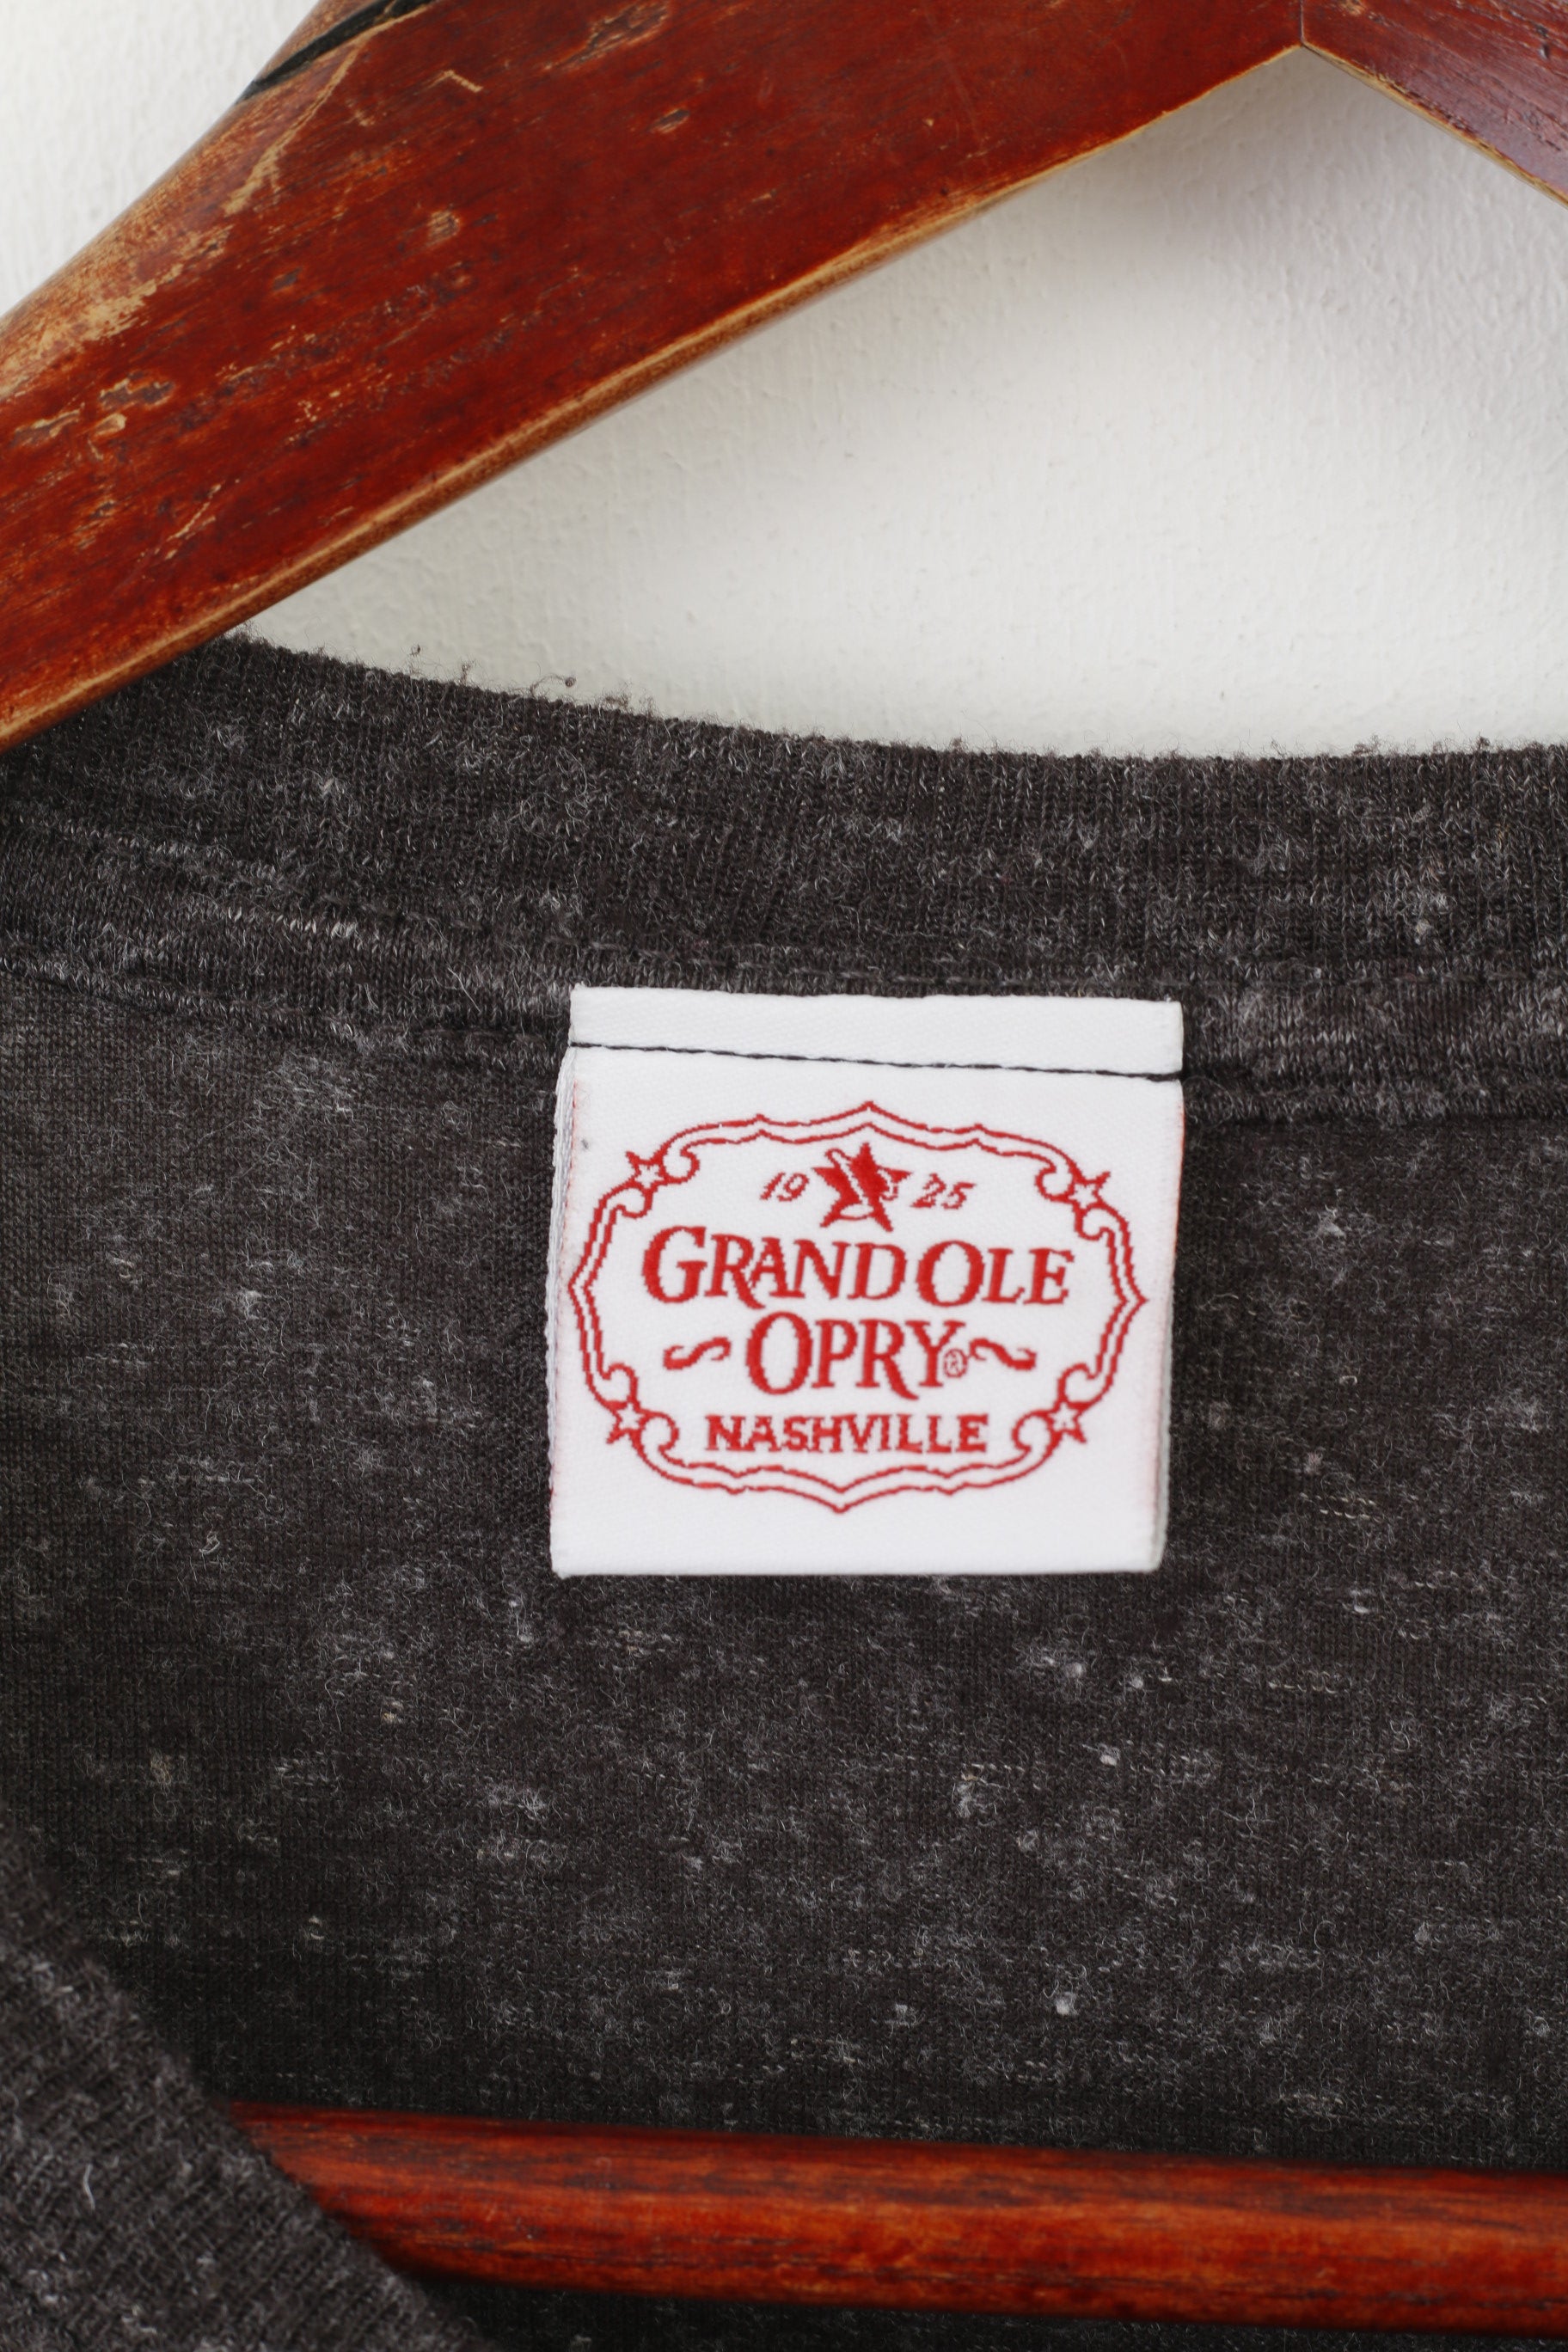 19 25
GRAND OLE
OPRY®
NASHVILLE